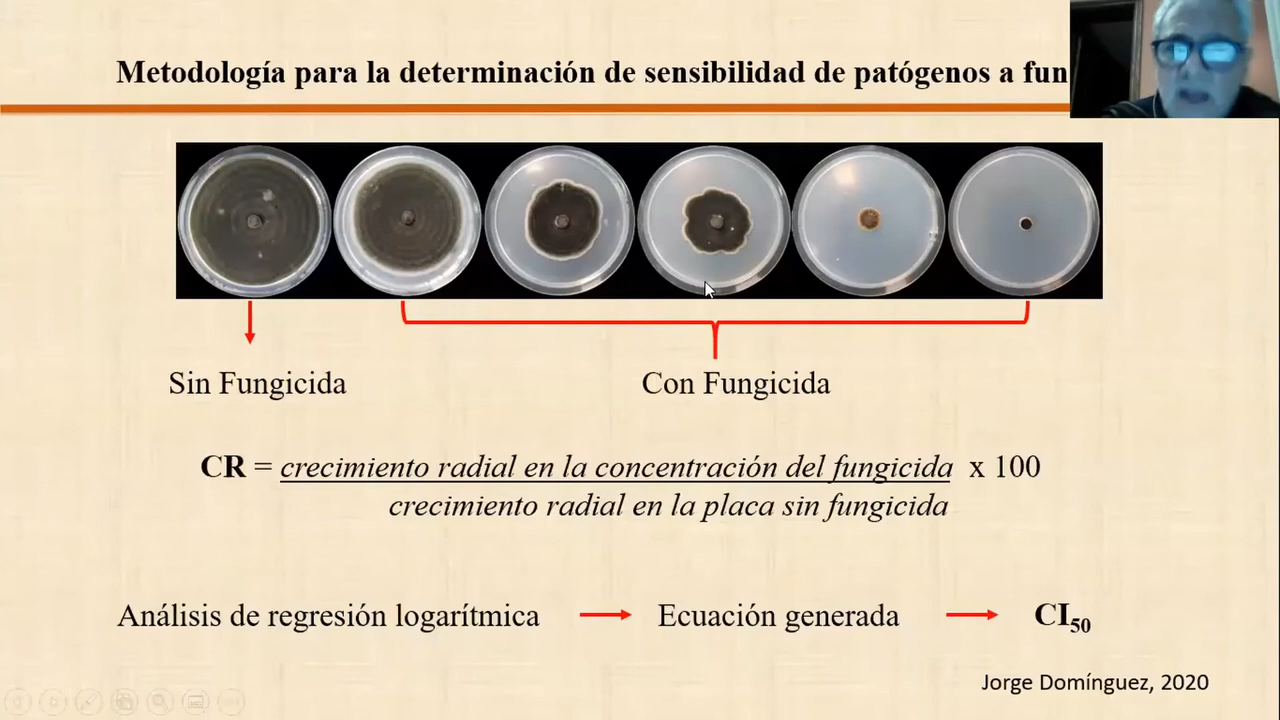 Metodología para la determinación de sensibilidad de patógenos a fun
Sin Fungicida
Con Fungicida
CR = crecimiento radial en la concentración del fungicida x 100
crecimiento radial en la placa sin fungicida
Análisis de regresión logarítmica → Ecuación generada → CI50
Jorge Domínguez, 2020